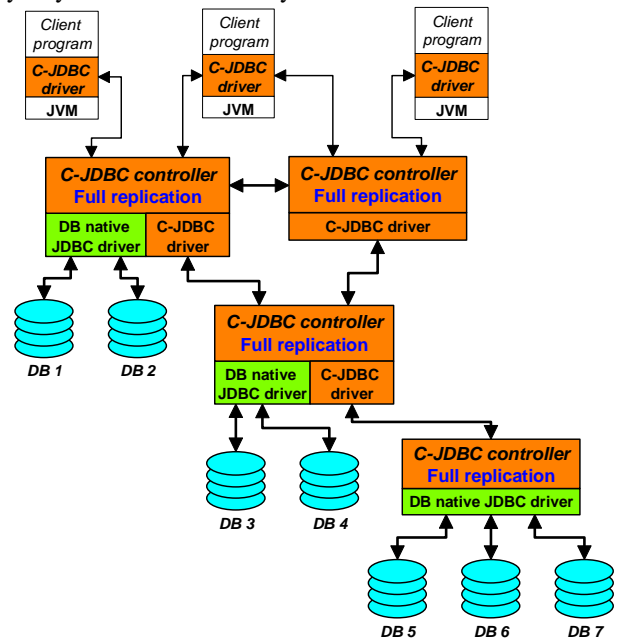 Client
program
C-JDBC
driver
JVM
Client
program
C-JDBC
driver
JVM
Client
program
C-JDBC
driver
JVM
C-JDBC controller
Full replication
DB native
JDBC driver
C-JDBC
driver
C-JDBC controller
Full replication
C-JDBC driver
DB 1
DB 2
C-JDBC controller
Full replication
DB native
JDBC driver
C-JDBC
driver
DB 3
DB 4
C-JDBC controller
Full replication
DB native JDBC driver
DB 5
DB 6
DB 7